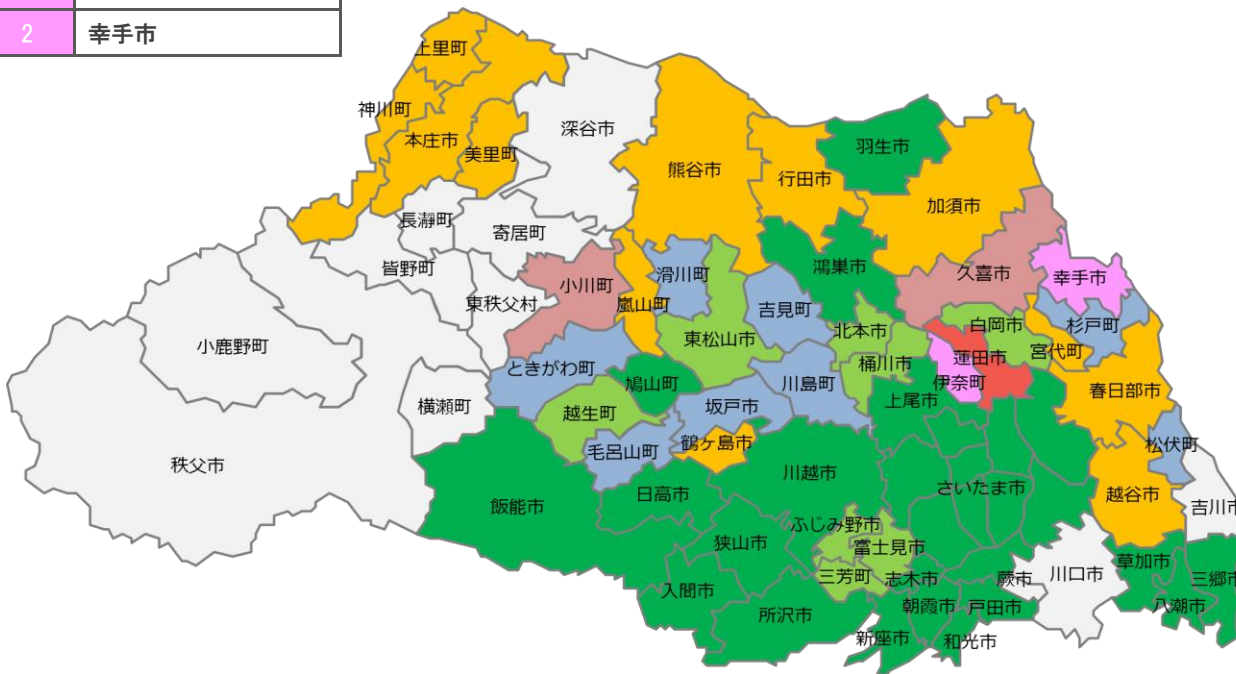 2 幸手市
上里町
神川町
本庄市
美里町
深谷市
熊谷市
行田市
羽生市
加須市
長瀞町
寄居町
皆野町
東秩父村
小川町
嵐山町
滑川町
吉見町
鴻巣市
久喜市
幸手市
小鹿野町
ときがわ町
東松山市
北本市
白岡市
杉戸町
宮代町
桶川市
蓮田市
伊奈町
鳩山町
川島町
上尾市
春日部市
横瀬町
越生町
坂戸市
毛呂山町
鶴ヶ島市
松伏町
秩父市
飯能市
日高市
川越市
さいたま市
越谷市
吉川市
ふじみ野市
狭山市
富士見市
三芳町
志木市
蕨市
川口市
草加市
三郷市
八潮市
入間市
所沢市
朝霞市
戸田市
新座市
和光市